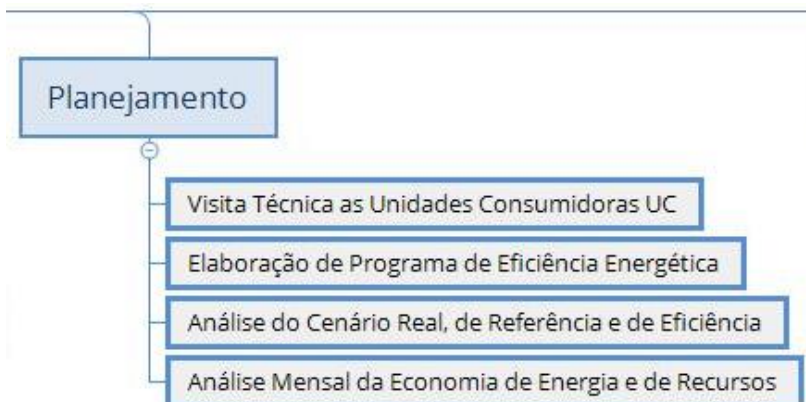 Planejamento
Visita Técnica as Unidades Consumidoras UC
Elaboração de Programa de Eficiência Energética
Análise do Cenário Real, de Referência e de Eficiência
Análise Mensal da Economia de Energia e de Recursos